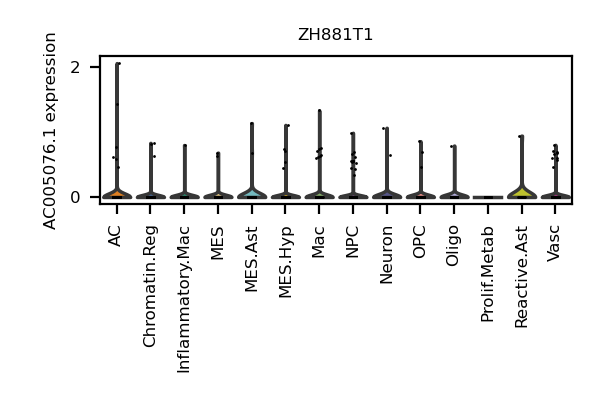 ZH881T1
AC005076.1 expression
2
0
AC
Chromatin.Reg
Inflammatory.Mac
MES
MES.Ast
MES.Hyp
Mac
NPC
Neuron
OPC
Oligo
Prolif.Metab
Reactive.Ast
Vasc